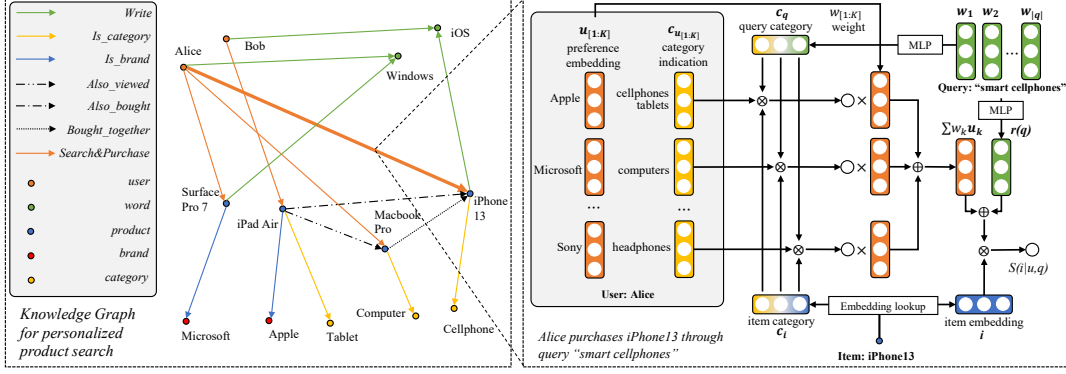 Write
Is_category
Is_brand
Also_viewed
Also_bought
Bought_together
Search&Purchase
user
word
product
brand
category
Knowledge Graph
for personalized
product search
Alice
Bob
iOS
Windows
Surface
Pro 7
iPad Air
Macbook
Pro
iPhone
13
Microsoft
Apple
Tablet
Computer
Cellphone
u[1:K]
preference
embedding
Apple
Microsoft
...
Sony
c_u[1:K]
category
indication
cellphones
tablets
computers
...
headphones
User: Alice
c_q
query category
w[1:K]
weight
MLP
w_1 w_2 w_|q|
...
Query: “smart cellphones”
MLP
∑w_k u_k
r(q)
⊗ × 
⊗ × ⊕
⊗ × 
⊕
⊗
S(i|u,q)
item category
c_i
Embedding lookup
item embedding
i
Item: iPhone13
Alice purchases iPhone13 through
query “smart cellphones”